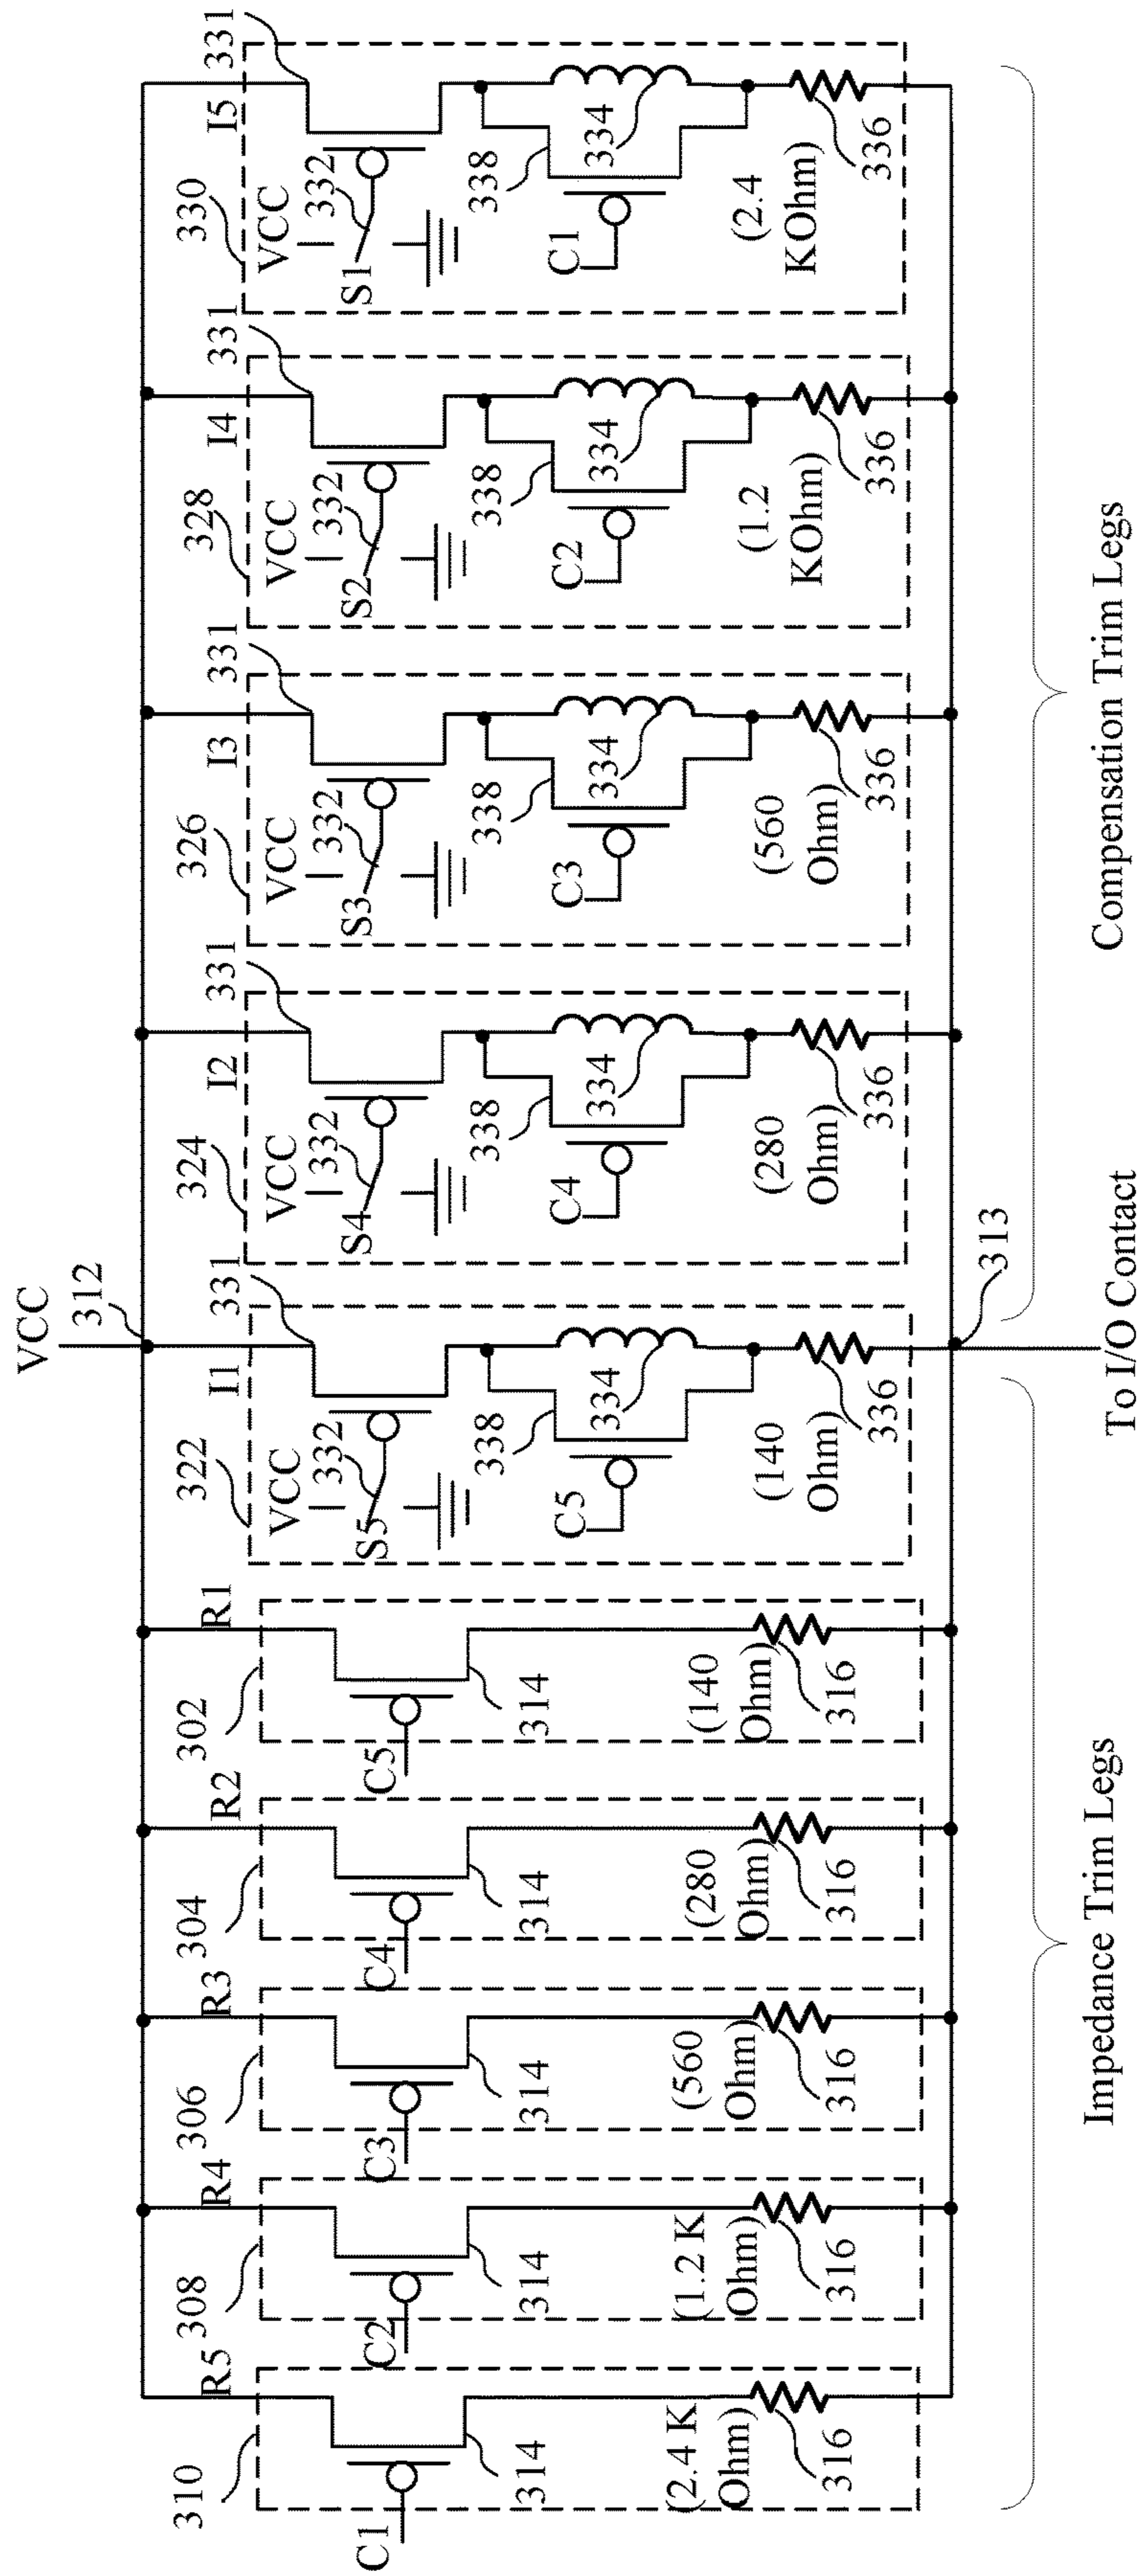 VCC
312
310
R5
C1
314
(2.4 K
Ohm)
316
308
R4
C2
314
(1.2 K
Ohm)
316
306
R3
C3
314
(560
Ohm)
316
304
R2
C4
314
(280
Ohm)
316
302
R1
C5
314
(140
Ohm)
316
322
I1
331
VCC
332
S5
338
334
C5
(140
Ohm)
336
324
I2
331
VCC
332
S4
338
334
C4
(280
Ohm)
336
326
I3
331
VCC
332
S3
338
334
C3
(560
Ohm)
336
328
I4
331
VCC
332
S2
338
334
C2
(1.2
KOhm)
336
330
I5
331
VCC
332
S1
338
334
C1
(2.4
KOhm)
336
313
To I/O Contact
Impedance Trim Legs
Compensation Trim Legs